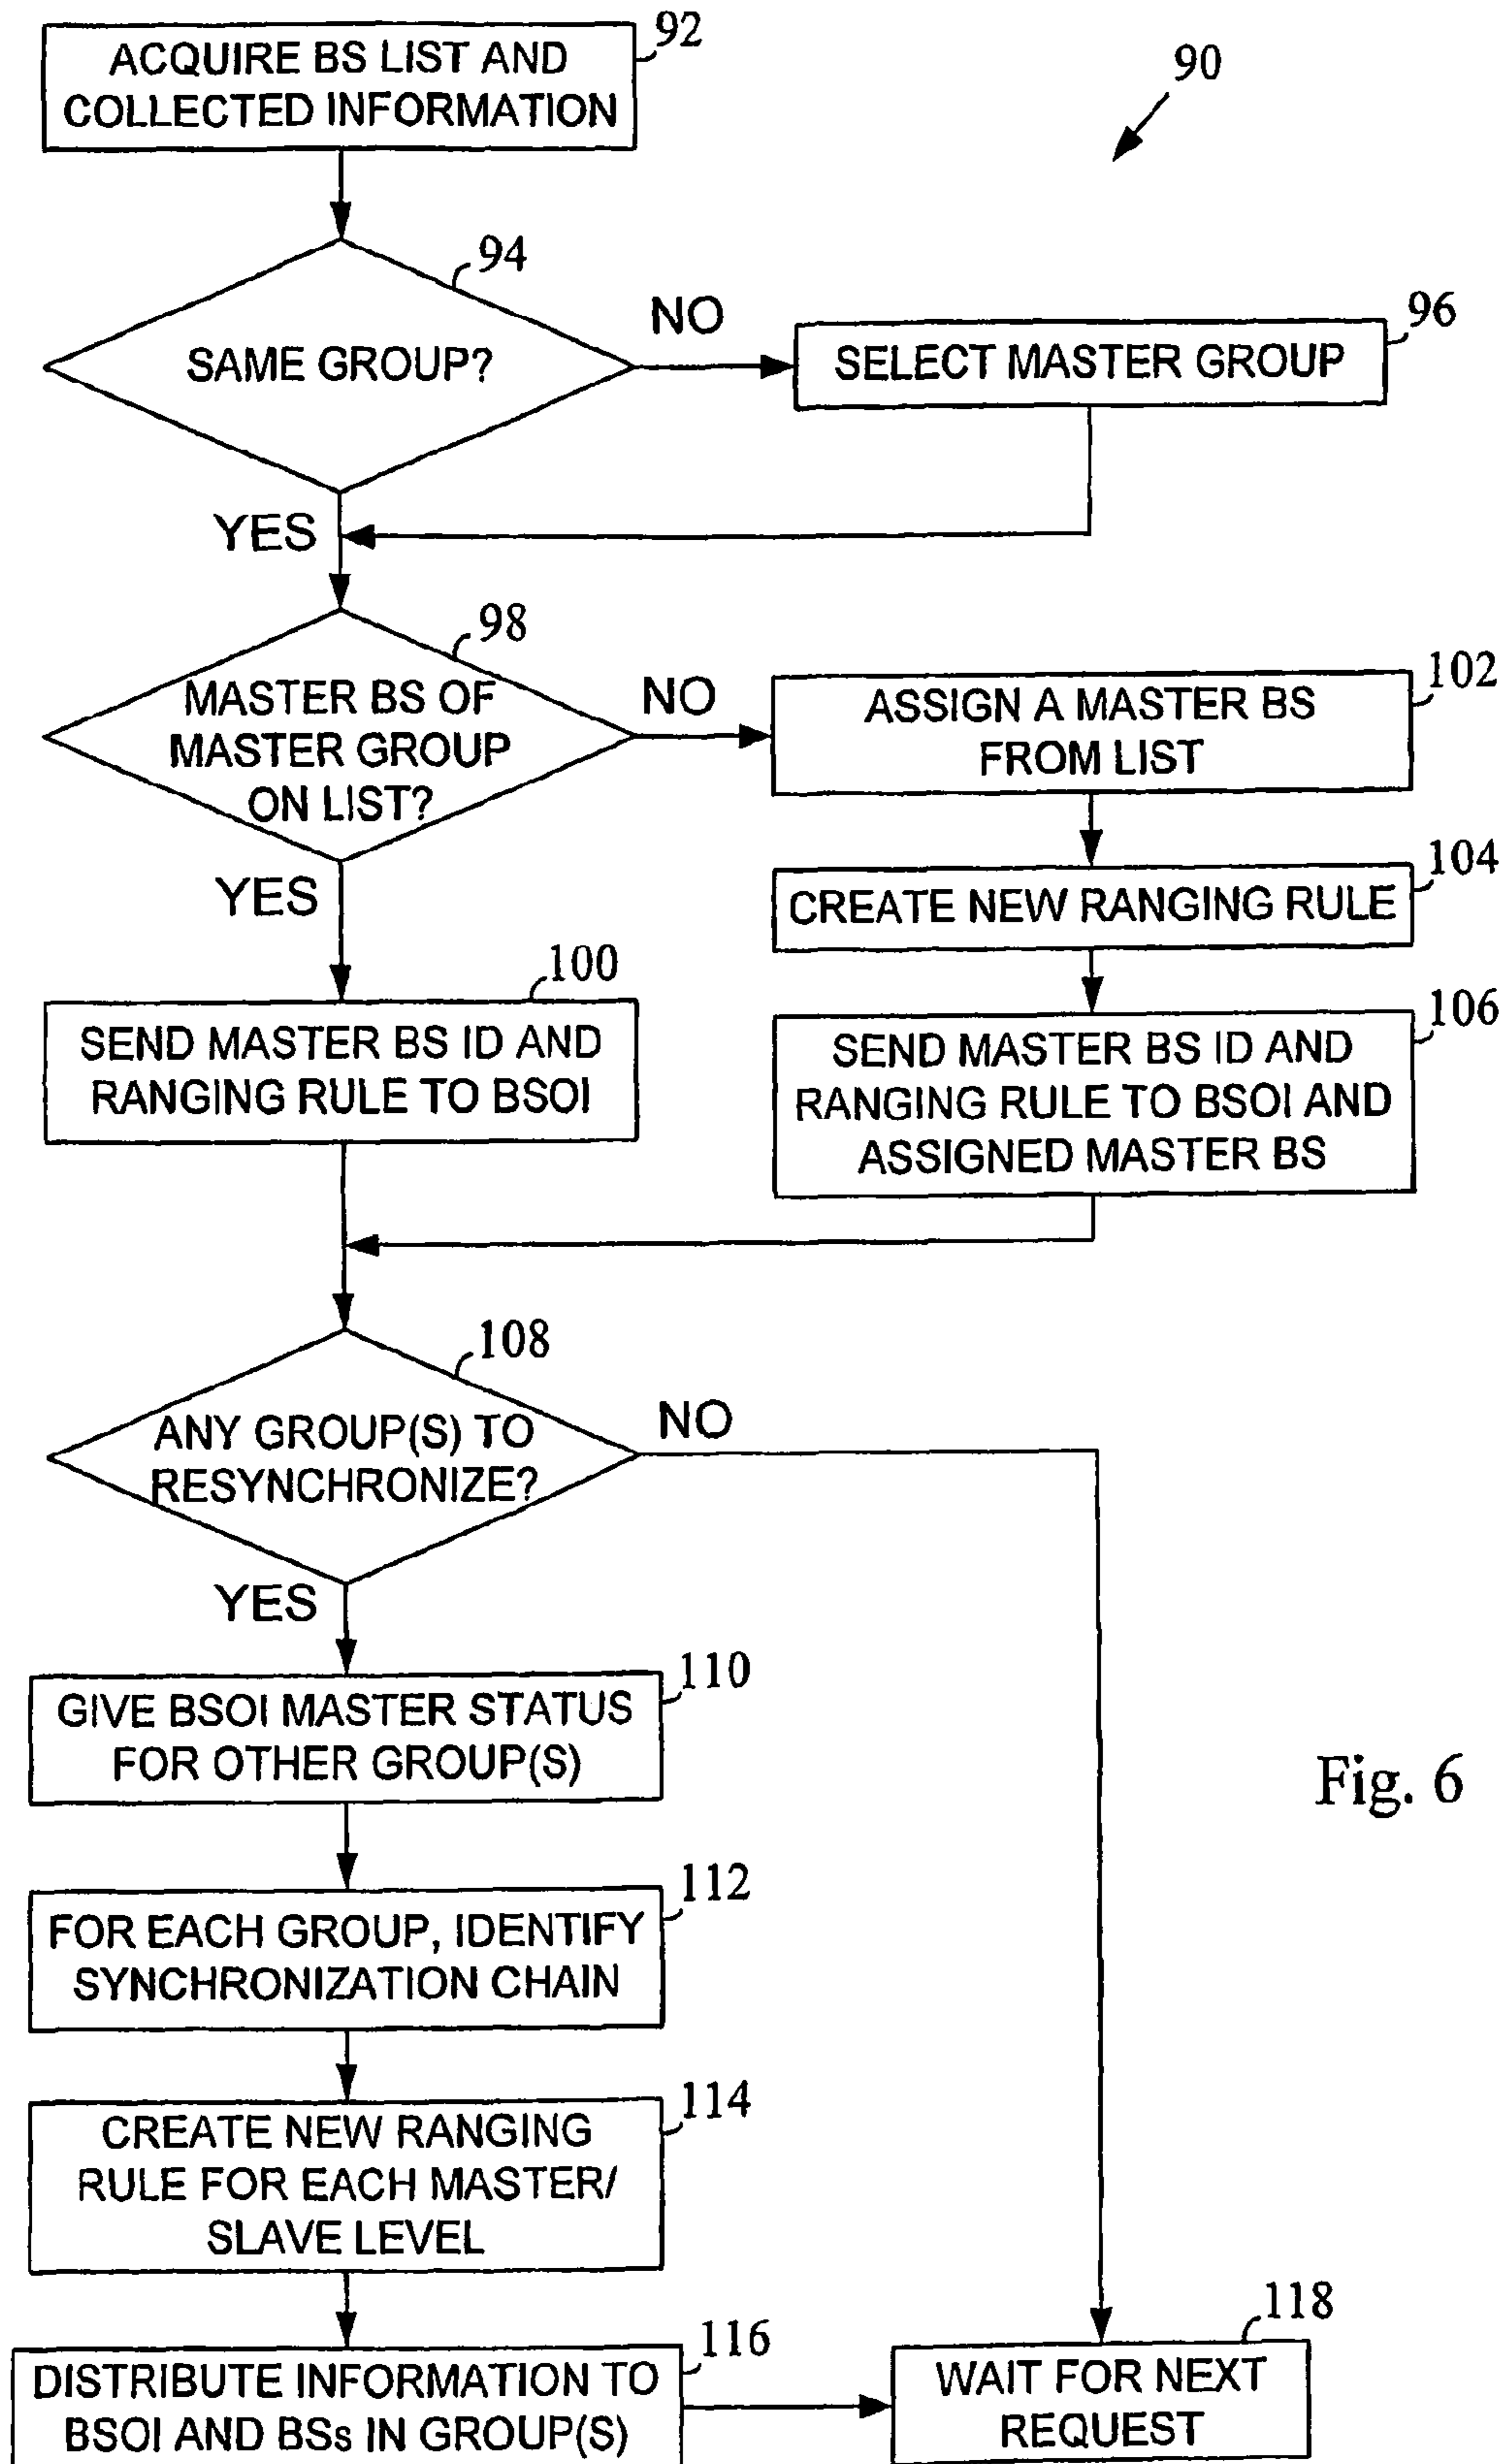 92
ACQUIRE BS LIST AND
COLLECTED INFORMATION
90
94
SAME GROUP?
NO
96
SELECT MASTER GROUP
YES
98
MASTER BS OF
MASTER GROUP
ON LIST?
NO
102
ASSIGN A MASTER BS
FROM LIST
104
CREATE NEW RANGING RULE
YES
100
SEND MASTER BS ID AND
RANGING RULE TO BSOI
106
SEND MASTER BS ID AND
RANGING RULE TO BSOI AND
ASSIGNED MASTER BS
108
ANY GROUP(S) TO
RESYNCHRONIZE?
NO
YES
110
GIVE BSOI MASTER STATUS
FOR OTHER GROUP(S)
Fig. 6
112
FOR EACH GROUP, IDENTIFY
SYNCHRONIZATION CHAIN
114
CREATE NEW RANGING
RULE FOR EACH MASTER/
SLAVE LEVEL
116
DISTRIBUTE INFORMATION TO
BSOI AND BSs IN GROUP(S)
118
WAIT FOR NEXT
REQUEST